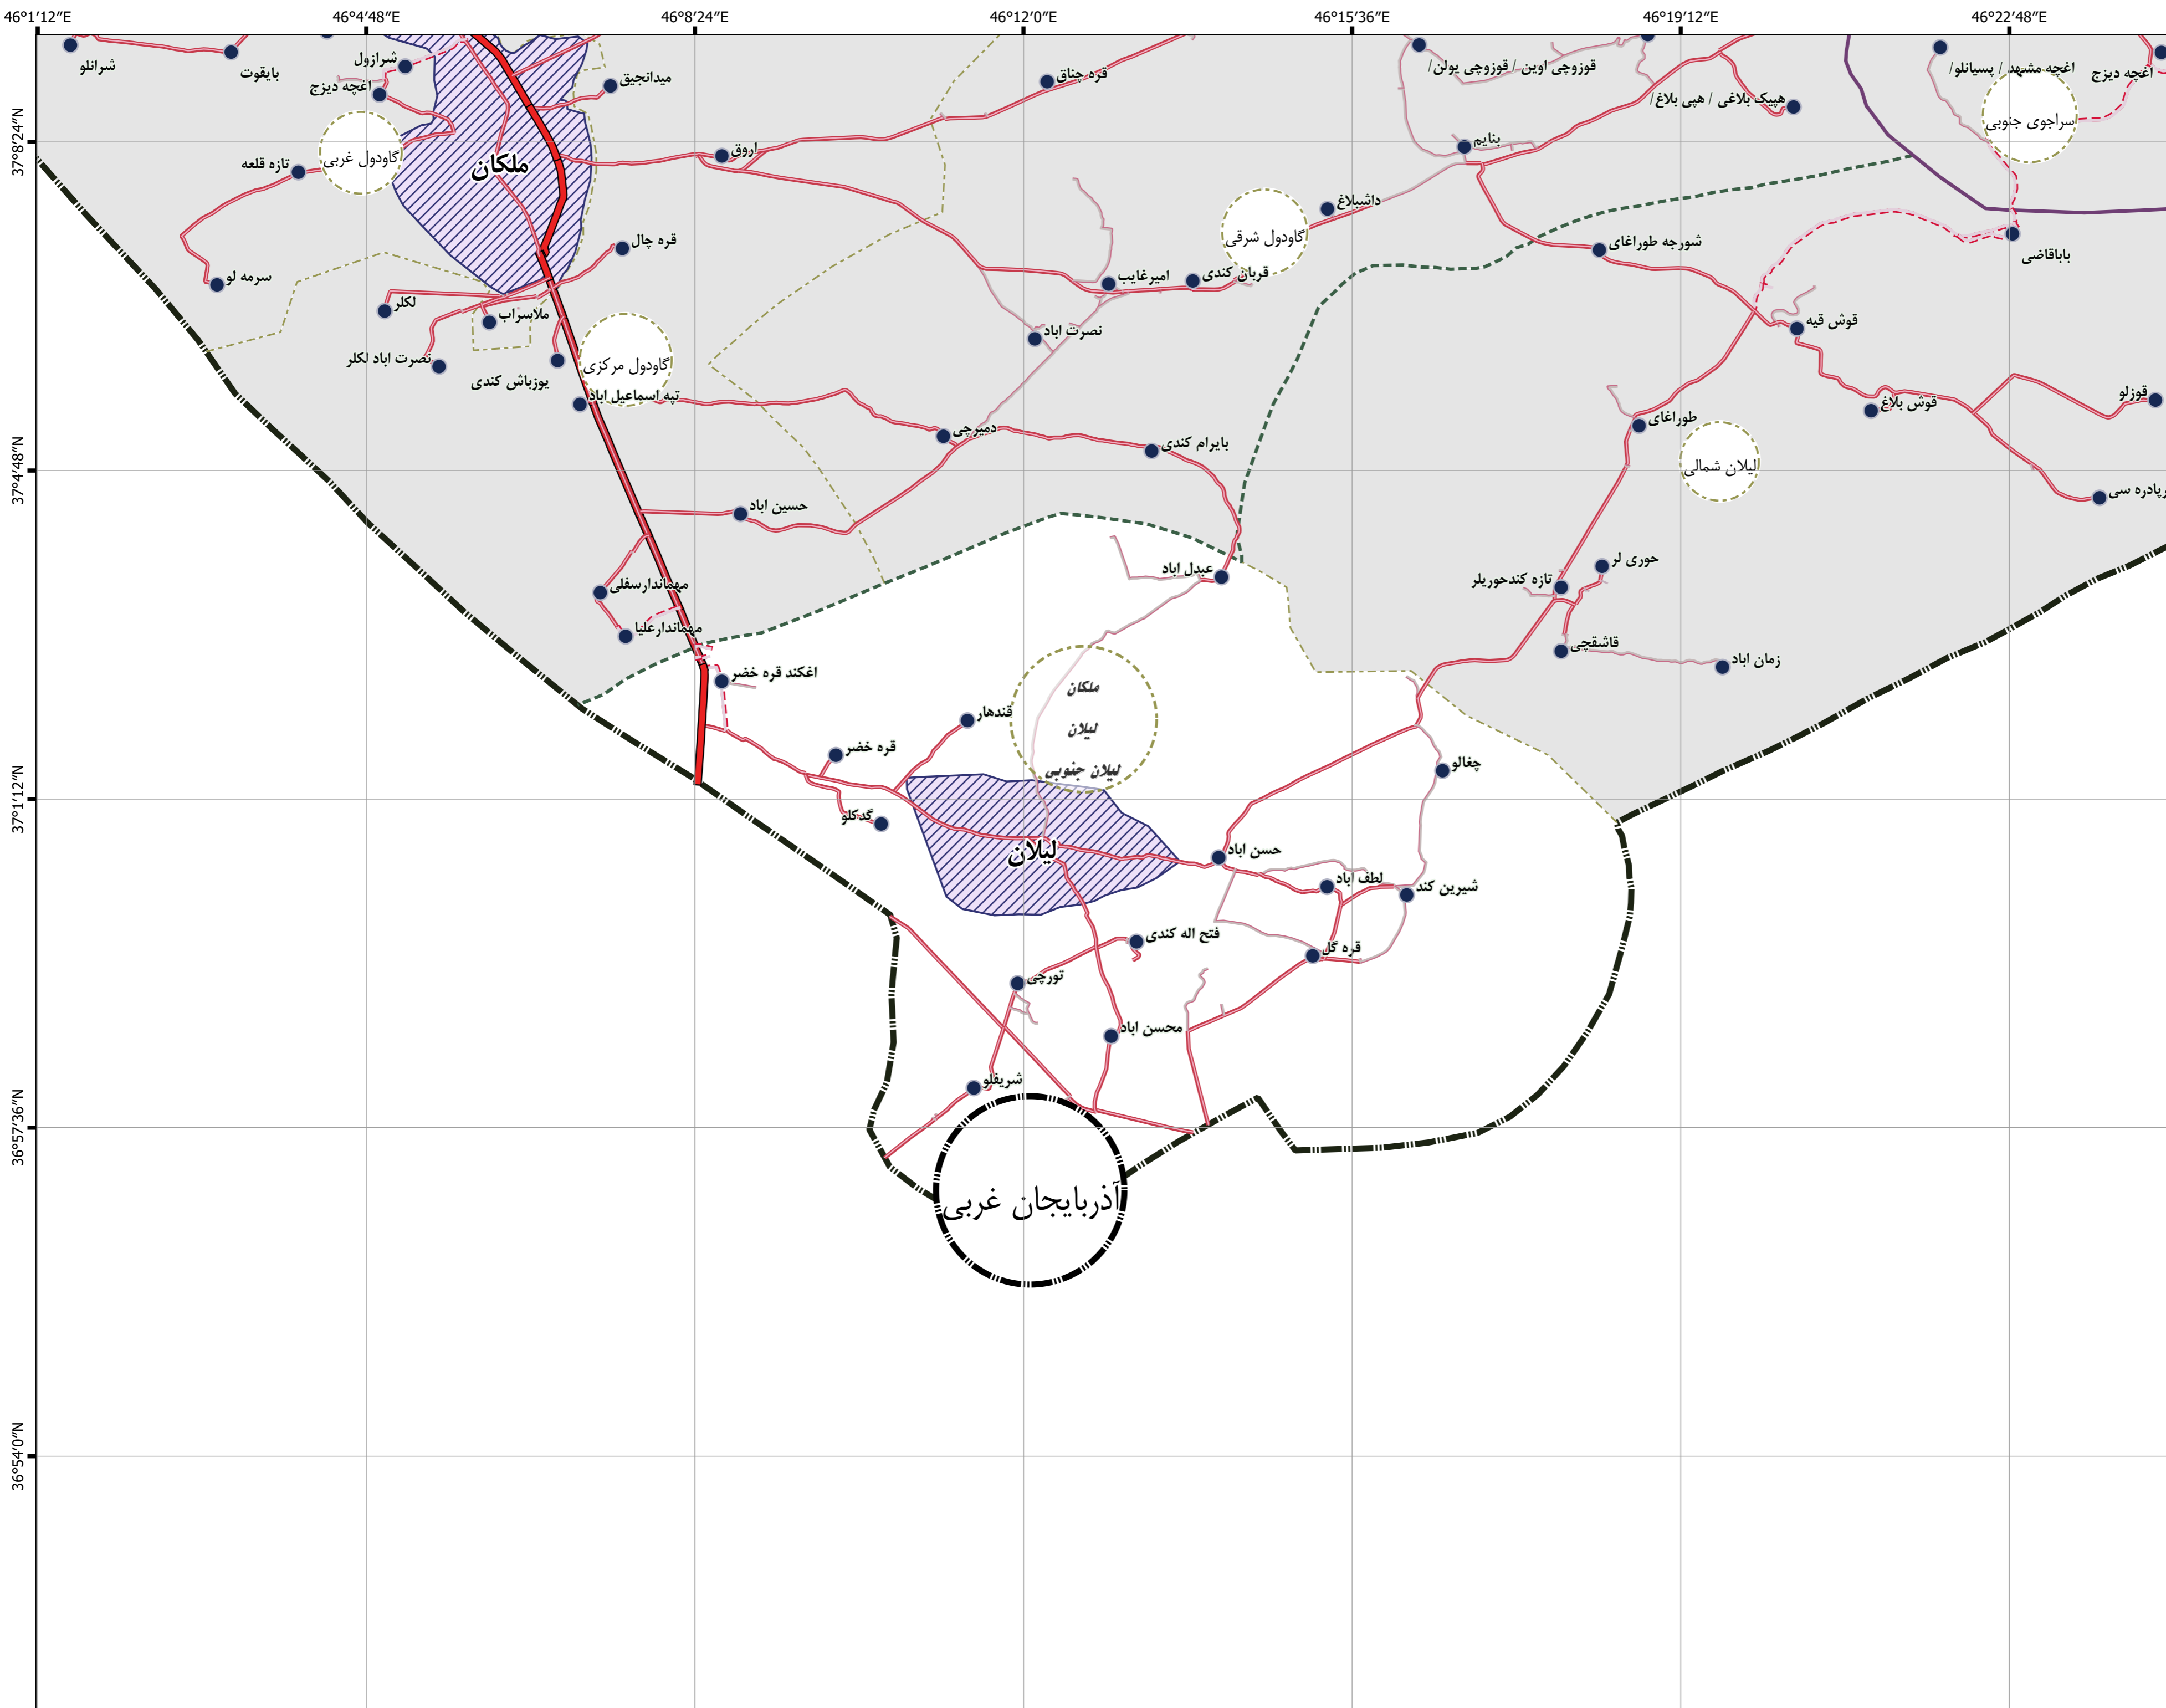 46°1'12"E
46°4'48"E
46°8'24"E
46°12'0"E
46°15'36"E
46°19'12"E
46°22'48"E
37°8'24"N
37°4'48"N
37°1'12"N
36°57'36"N
36°54'0"N
شرانلو
بایقوت
شرازول
آغچه دیزج
میدانجیق
قره چناق
قوزوچی اوین / قوزوچی یولن/
اغچه مشهد / پسیانلو/
اغچه دیزج
هپیک بلاغی / هپی بلاغ/
سراجوی جنوبی
گاودول غربی
ملکان
تازه قلعه
اروق
بنایم
داشبلاغ
گاودول شرقی
شورجه طوراغای
باباقاضی
قره چال
سرمه لو
لکلر
ملاسراب
امیرغایب
قربان کندی
نصرت اباد
قوش قیه
نصرت اباد لکلر
یوزباش کندی
گاودول مرکزی
تپه اسماعیل اباد
دمیرچی
بایرام کندی
طوراغای
قوش بلاغ
قوزلو
لیلان شمالی
حسین اباد
پادره سی
مهماندارسفلی
مهماندارعلیا
عبدل اباد
حوری لر
تازه کندحوریلر
قاشقچی
زمان اباد
اغکند قره خضر
ملکان
لیلان
لیلان جنوبی
قندهار
قره خضر
چغالو
گدکلو
لیلان
حسن اباد
لطف اباد
شیرین کند
فتح اله کندی
قره گل
تورچی
محسن اباد
شریفلو
آذربایجان غربی